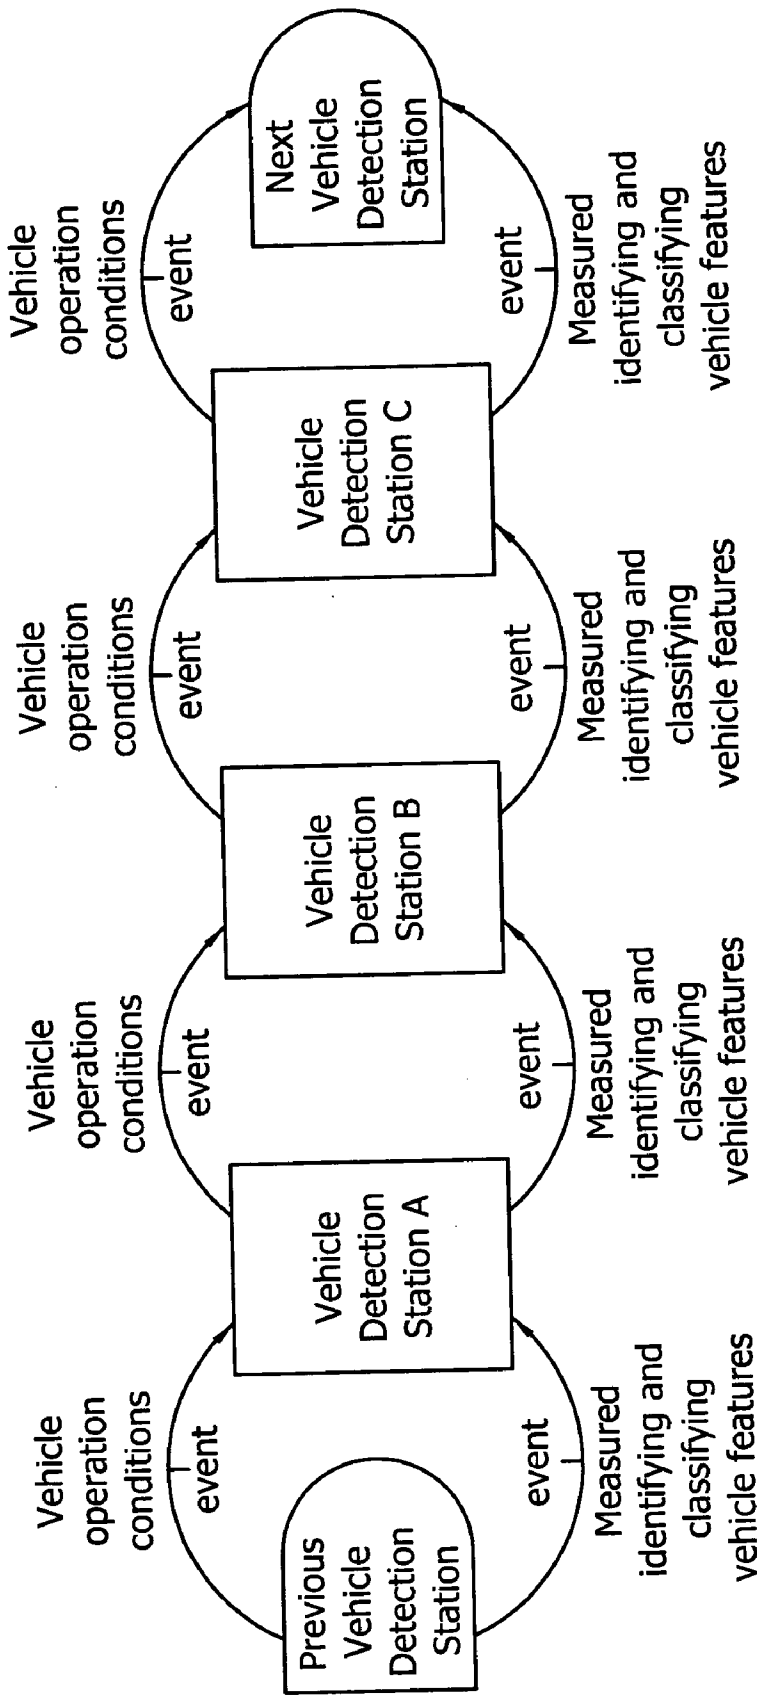 Vehicle
operation
conditions
event
Vehicle
operation
conditions
event
Vehicle
operation
conditions
event
Vehicle
operation
conditions
event
Previous
Vehicle
Detection
Station
Vehicle
Detection
Station A
Vehicle
Detection
Station B
Vehicle
Detection
Station C
Next
Vehicle
Detection
Station
event
Measured
identifying and
classifying
vehicle features
event
Measured
identifying and
classifying
vehicle features
event
Measured
identifying and
classifying
vehicle features
event
Measured
identifying and
classifying
vehicle features